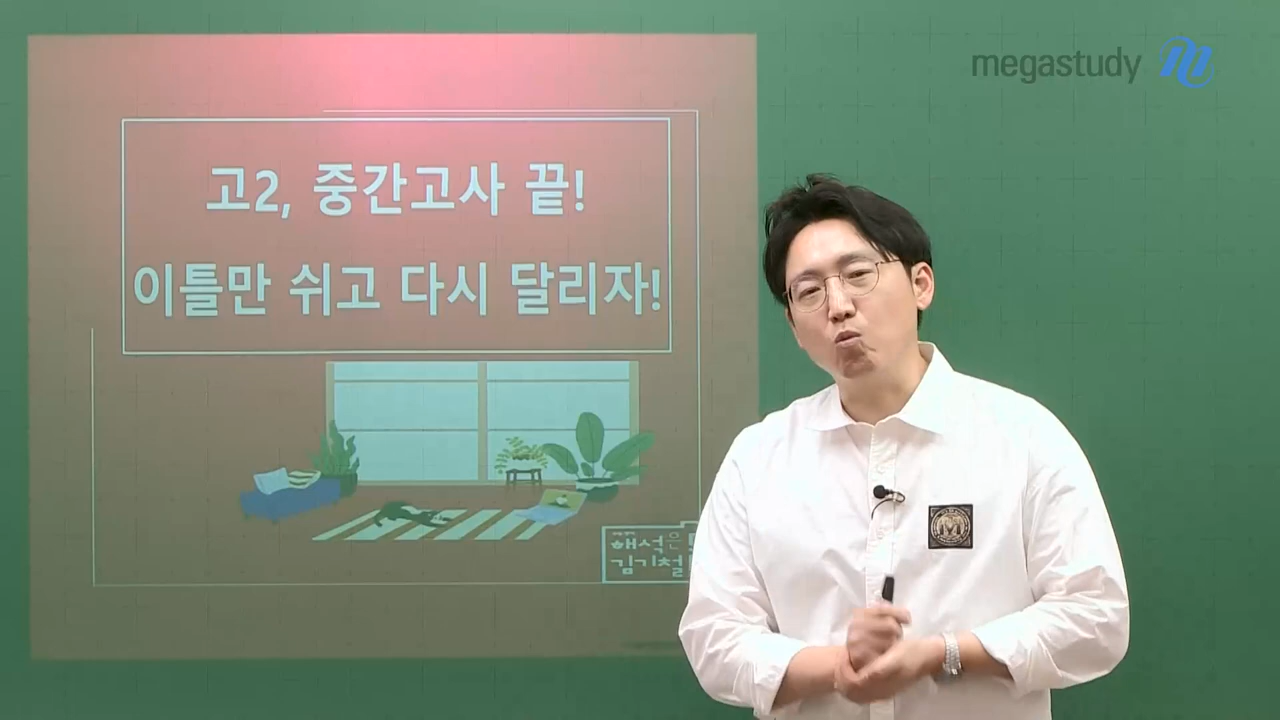 megastudy
고2, 중간고사 끝!
이틀만 쉬고 다시 달리자!
해석은
김기철